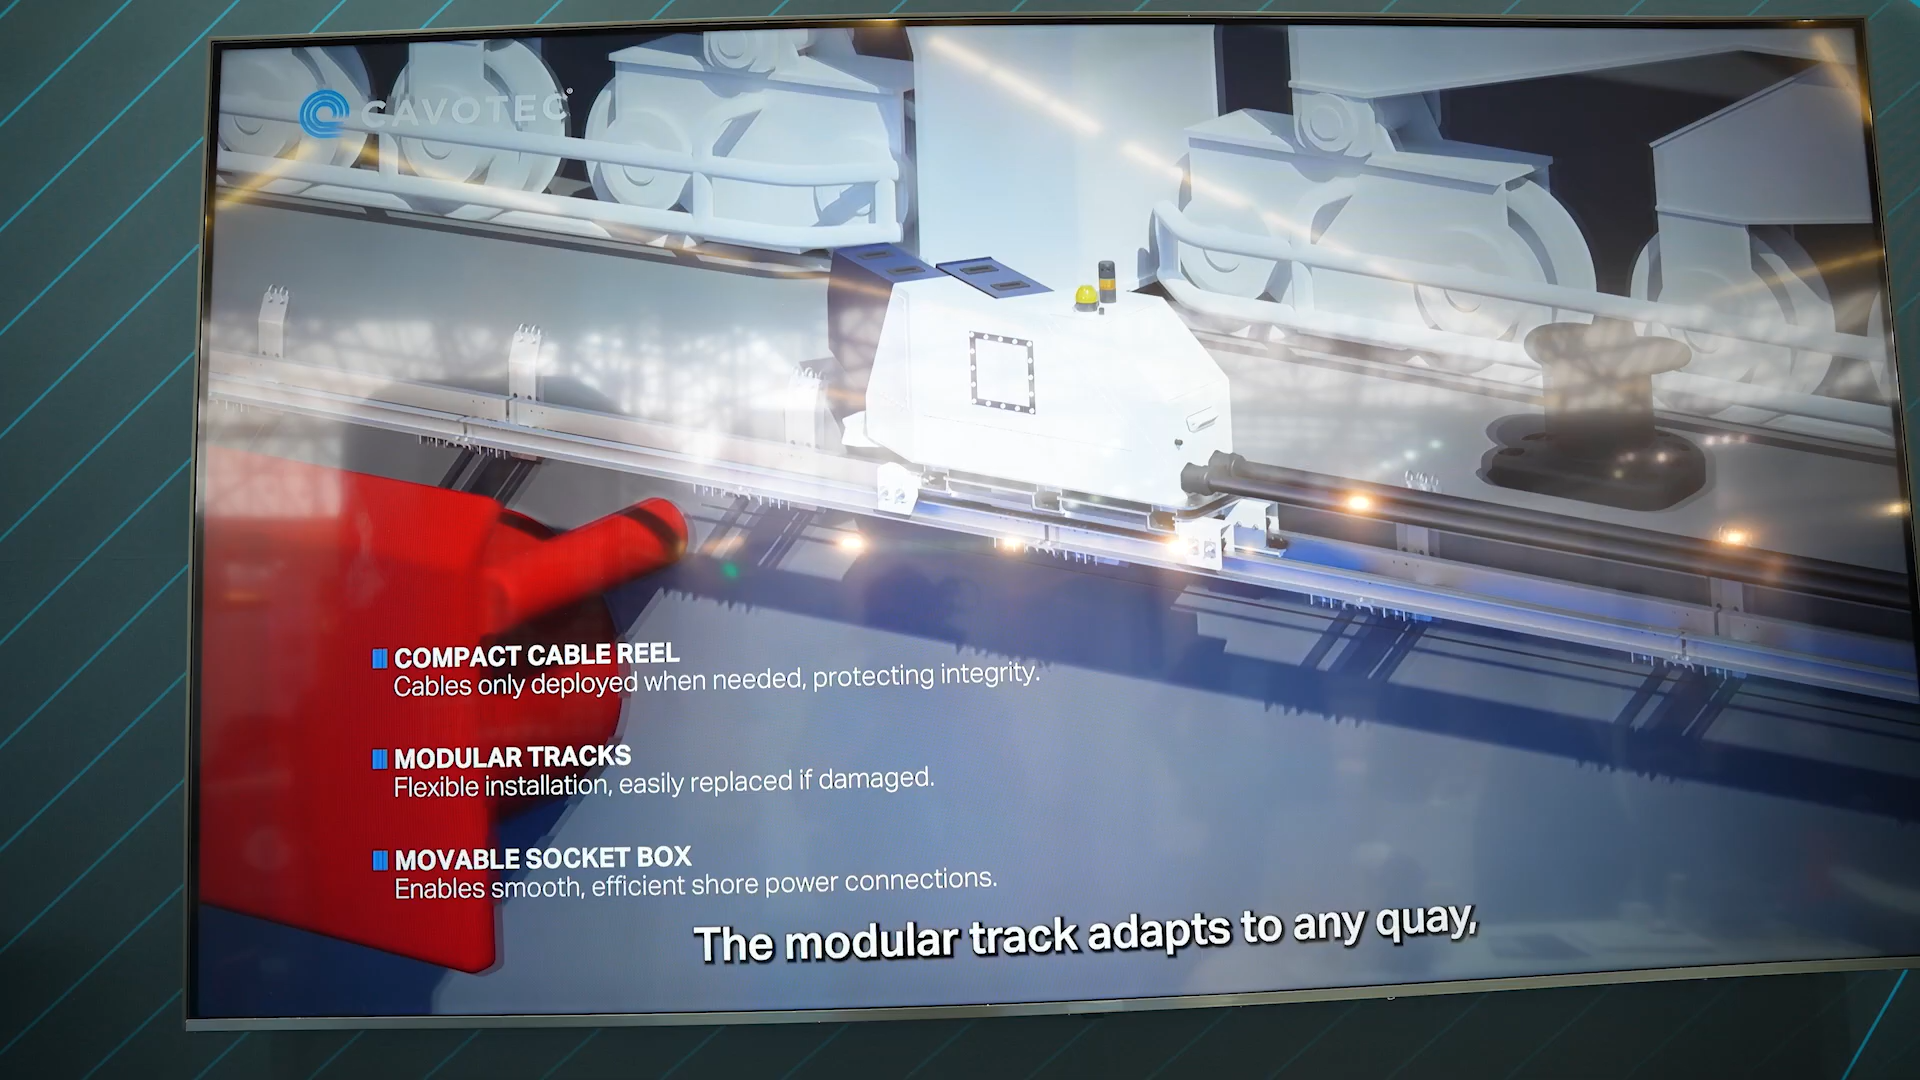 CAVOTEC®
COMPACT CABLE REEL
Cables only deployed when needed, protecting integrity.
MODULAR TRACKS
Flexible installation, easily replaced if damaged.
MOVABLE SOCKET BOX
Enables smooth, efficient shore power connections.
The modular track adapts to any quay,